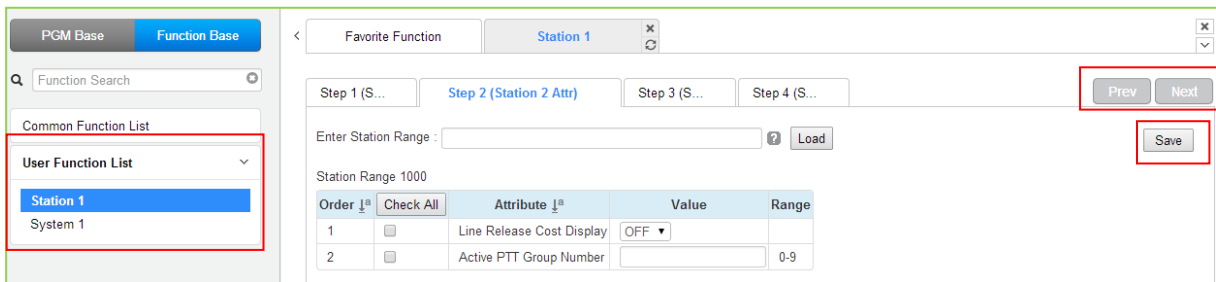 PGM Base Function Base
Function Search
Common Function List
User Function List
Station 1
System 1
Favorite Function Station 1
Step 1 (S... Step 2 (Station 2 Attr) Step 3 (S... Step 4 (S... Prev Next
Enter Station Range : ? Load Save
Station Range 1000
Order Check All Attribute Value Range
1 Line Release Cost Display OFF
2 Active PTT Group Number 0-9